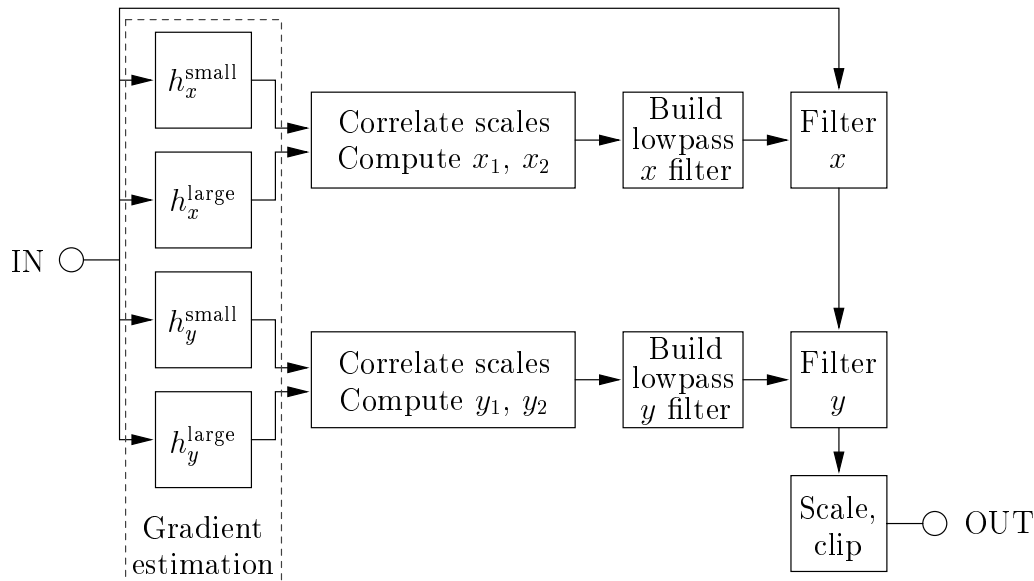 h_x^small
Correlate scales
Compute x_1, x_2
Build
lowpass
x filter
Filter
x
h_x^large
IN
h_y^small
Correlate scales
Compute y_1, y_2
Build
lowpass
y filter
Filter
y
h_y^large
Gradient
estimation
Scale,
clip
OUT